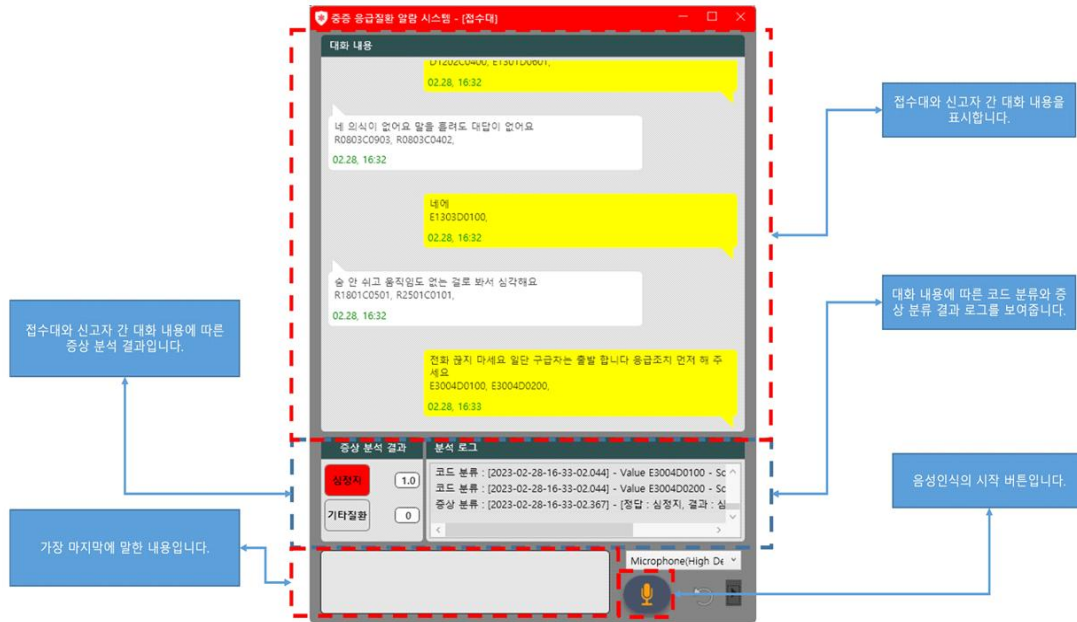 중증 응급질환 알람 시스템 - [접수대]
대화 내용
D1202C0400, E1301D0601,
02.28, 16:32
네 의식이 없어요 말을 흘려도 대답이 없어요
R0803C0903, R0803C0402,
02.28, 16:32
네에
E1303D0100,
02.28, 16:32
숨 안 쉬고 움직임도 없는 걸로 봐서 심각해요
R1801C0501, R2501C0101,
02.28, 16:32
전화 끊지 마세요 일단 구급자는 출발 합니다 응급조치 먼저 해 주
세요
E3004D0100, E3004D0200,
02.28, 16:33
증상 분석 결과
심정지
1.0
기타질환
0
분석 로그
코드 분류 : [2023-02-28-16-33-02.044] - Value E3004D0100 - Sc
코드 분류 : [2023-02-28-16-33-02.044] - Value E3004D0200 - Sc
증상 분류 : [2023-02-28-16-33-02.367] - [정답 : 심정지, 결과 : 심
Microphone(High De
접수대와 신고자 간 대화 내용을
표시합니다.
대화 내용에 따른 코드 분류와 증
상 분류 결과 로그를 보여줍니다.
접수대와 신고자 간 대화 내용에 따른
증상 분석 결과입니다.
음성인식의 시작 버튼입니다.
가장 마지막에 말한 내용입니다.